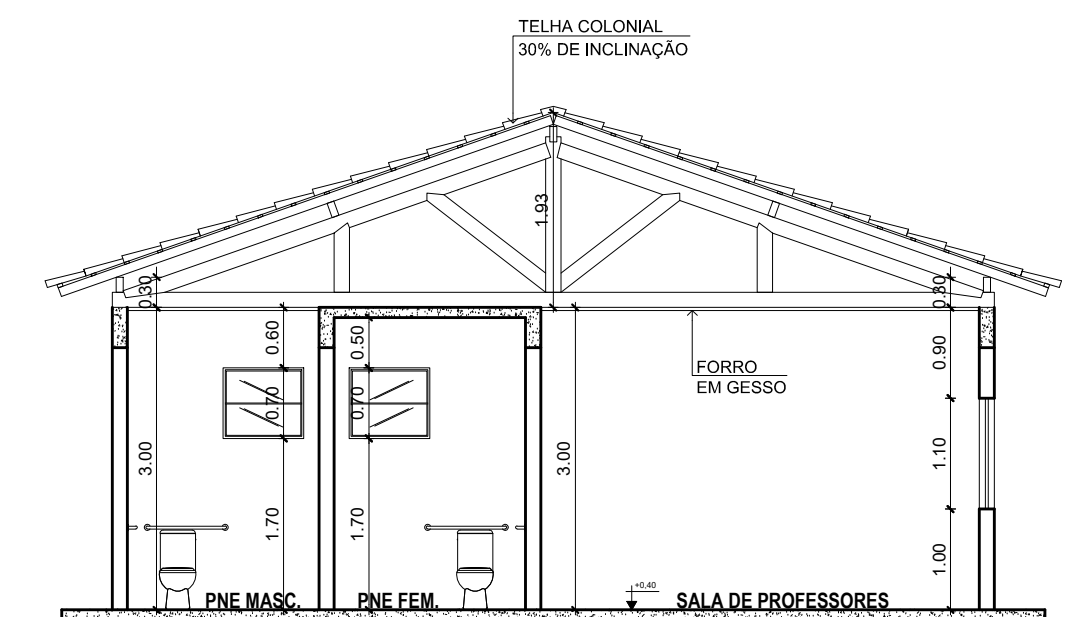 TELHA COLONIAL
30% DE INCLINAÇÃO
1.93
0.30
0.30
0.60
0.50
0.90
FORRO
EM GESSO
0.70
0.70
3.00
3.00
1.10
1.70
1.70
1.00
+0,40
PNE MASC.
PNE FEM.
SALA DE PROFESSORES